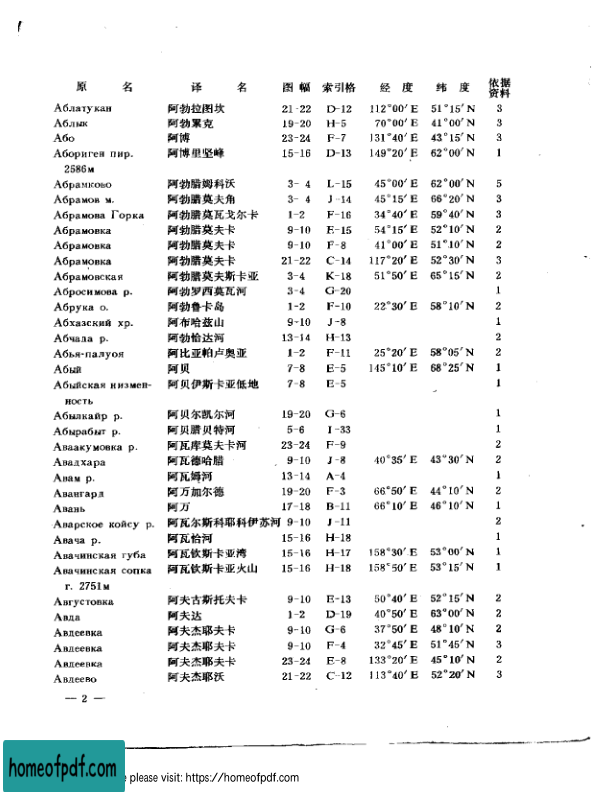 原 名 译 名 图 幅 索引格 经 度 纬 度 依据资料
Аблатукан 阿勃拉图坎 21-22 D-12 112°00′ E 51°15′ N 3
Аблык 阿勃累克 19-20 H-5 70°00′ E 41°00′ N 3
Або 阿博 23-24 F-7 131°40′ E 43°15′ N 3
Абориген пир. 阿博里坚峰 15-16 D-13 149°20′ E 62°00′ N 1
2586м
Абрамково 阿勃腊姆科沃 3- 4 L-15 45°00′ E 62°00′ N 5
Абрамов м. 阿勃腊莫夫角 3- 4 J-14 45°15′ E 66°20′ N 3
Абрамова Горка 阿勃腊莫瓦戈尔卡 1-2 F-16 34°40′ E 59°40′ N 3
Абрамовка 阿勃腊莫夫卡 9-10 E-15 54°15′ E 52°10′ N 2
Абрамовка 阿勃腊莫夫卡 9-10 F-8 41°00′ E 51°10′ N 2
Абрамовка 阿勃腊莫夫卡 21-22 C-14 117°20′ E 52°30′ N 3
Абрамовская 阿勃腊莫夫斯卡亚 3-4 K-18 51°50′ E 65°15′ N 2
Абросимова р. 阿勃罗西莫瓦河 3-4 G-20 1
Абрука о. 阿勃鲁卡岛 1-2 F-10 22°30′ E 58°10′ N 2
Абхазский хр. 阿布哈兹山 9-10 J-8 1
Абчада р. 阿勃恰达河 13-14 H-13 2
Абья-палуоя 阿比亚帕卢奥亚 1-2 F-11 25°20′ E 58°05′ N 2
Абый 阿贝 7-8 E-5 145°10′ E 68°25′ N 1
Абыйская низмен- 阿贝伊斯卡亚低地 7-8 E-5 1
ность
Абылкайр р. 阿贝尔凯尔河 19-20 G-6 1
Абырабыт р. 阿贝腊贝特河 5-6 I-33 1
Аваакумовка р. 阿瓦库莫夫卡河 23-24 F-9 2
Авадхара 阿瓦德哈腊 9-10 J-8 40°35′ E 43°30′ N 2
Авам р. 阿瓦姆河 13-14 A-4 1
Авангард 阿万加尔德 19-20 F-3 66°50′ E 44°10′ N 2
Авань 阿万 17-18 B-11 66°10′ E 46°10′ N 1
Аварское койсу р. 阿瓦尔斯科耶科伊苏河 9-10 J-11 2
Авача р. 阿瓦恰河 15-16 H-18 1
Авачинская губа 阿瓦钦斯卡亚湾 15-16 H-17 158°30′ E 53°00′ N 1
Авачинская сопка 阿瓦钦斯卡亚火山 15-16 H-18 158°50′ E 53°15′ N 1
г. 2751м
Августовка 阿夫古斯托夫卡 9-10 E-13 50°40′ E 52°15′ N 2
Авда 阿夫达 1-2 D-19 40°50′ E 63°00′ N 2
Авдеевка 阿夫杰耶夫卡 9-10 G-6 37°50′ E 48°10′ N 2
Авдеевка 阿夫杰耶夫卡 9-10 F-4 32°45′ E 51°45′ N 3
Авдеевка 阿夫杰耶夫卡 23-24 E-8 133°20′ E 45°10′ N 2
Авдеево 阿夫杰耶沃 21-22 C-12 113°40′ E 52°20′ N 3
— 2 —
homeofpdf.com please visit: https://homeofpdf.com